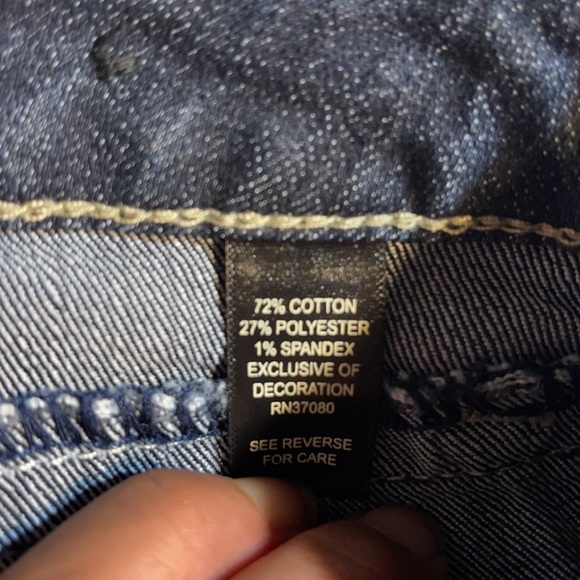 72% COTTON
27% POLYESTER
1% SPANDEX
EXCLUSIVE OF
DECORATION
RN37080
SEE REVERSE
FOR CARE